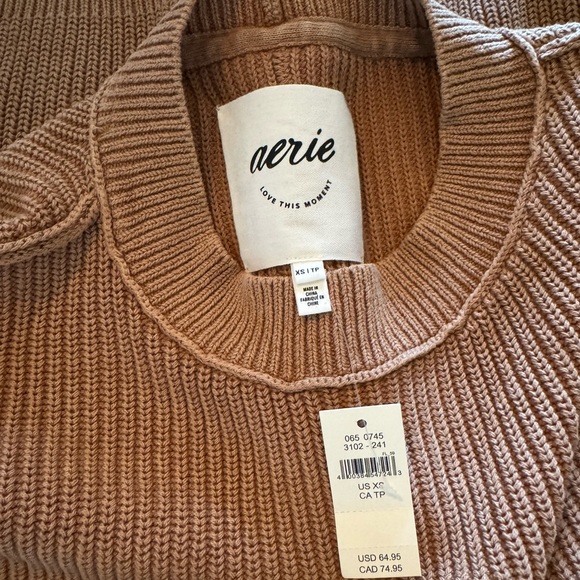 aerie
LOVE THIS MOMENT
XS | TP
MADE IN
CHINA
FABRIQUÉ EN
CHINE
065 0745
3102 - 241
US XS
CA TP
USD 64.95
CAD 74.95